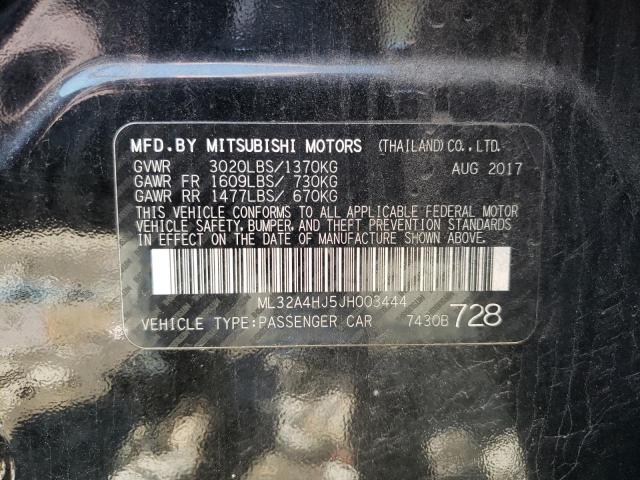 MFD.BY MITSUBISHI MOTORS (THAILAND)CO.,LTD.
GVWR 3020LBS/1370KG AUG 2017
GAWR FR 1609LBS/ 730KG
GAWR RR 1477LBS/ 670KG
THIS VEHICLE CONFORMS TO ALL APPLICABLE FEDERAL MOTOR
VEHICLE SAFETY, BUMPER, AND THEFT PREVENTION STANDARDS
IN EFFECT ON THE DATE OF MANUFACTURE SHOWN ABOVE.
ML32A4HJ5JH003444
VEHICLE TYPE:PASSENGER CAR 7430B 728